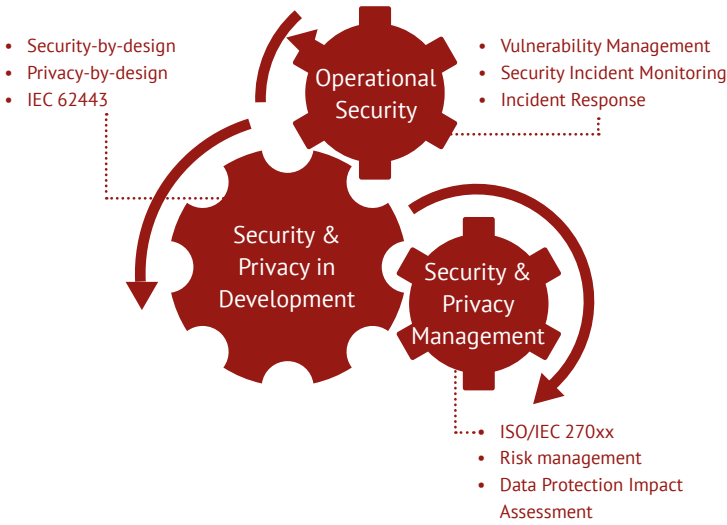 • Security-by-design
• Privacy-by-design
• IEC 62443
Operational
Security
• Vulnerability Management
• Security Incident Monitoring
• Incident Response
Security &
Privacy in
Development
Security &
Privacy
Management
• ISO/IEC 270xx
• Risk management
• Data Protection Impact
Assessment